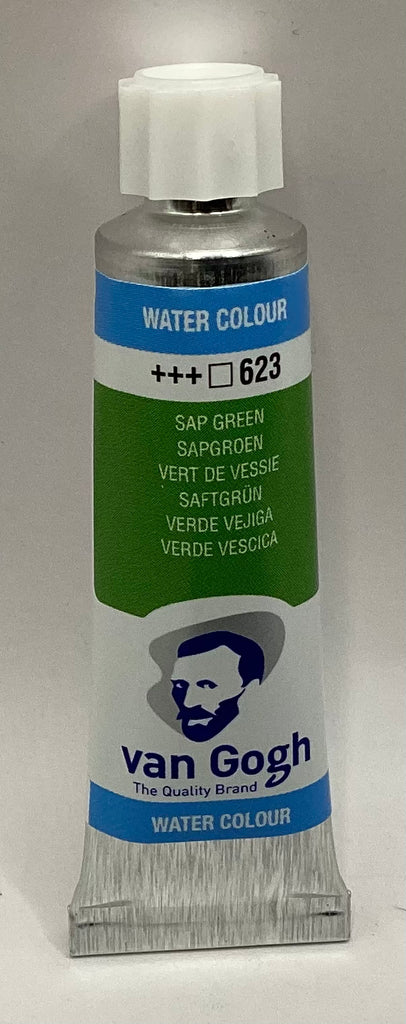 WATER COLOUR
+++□623
SAP GREEN
SAPGROEN
VERT DE VESSIE
SAFTGRÜN
VERDE VEJIGA
VERDE VESCICA
van Gogh
The Quality Brand
WATER COLOUR